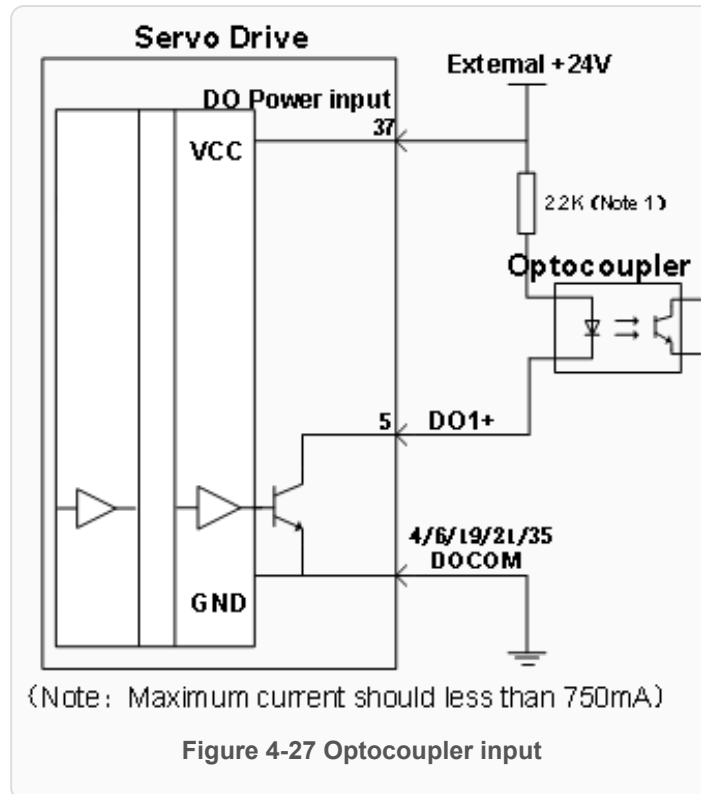 Servo Drive
External +24V
DO Power input
37
VCC
2.2K (Note 1)
Optocoupler
5
DO1+
4/6/19/21/35
DOCOM
GND
(Note: Maximum current should less than 750mA)
Figure 4-27 Optocoupler input